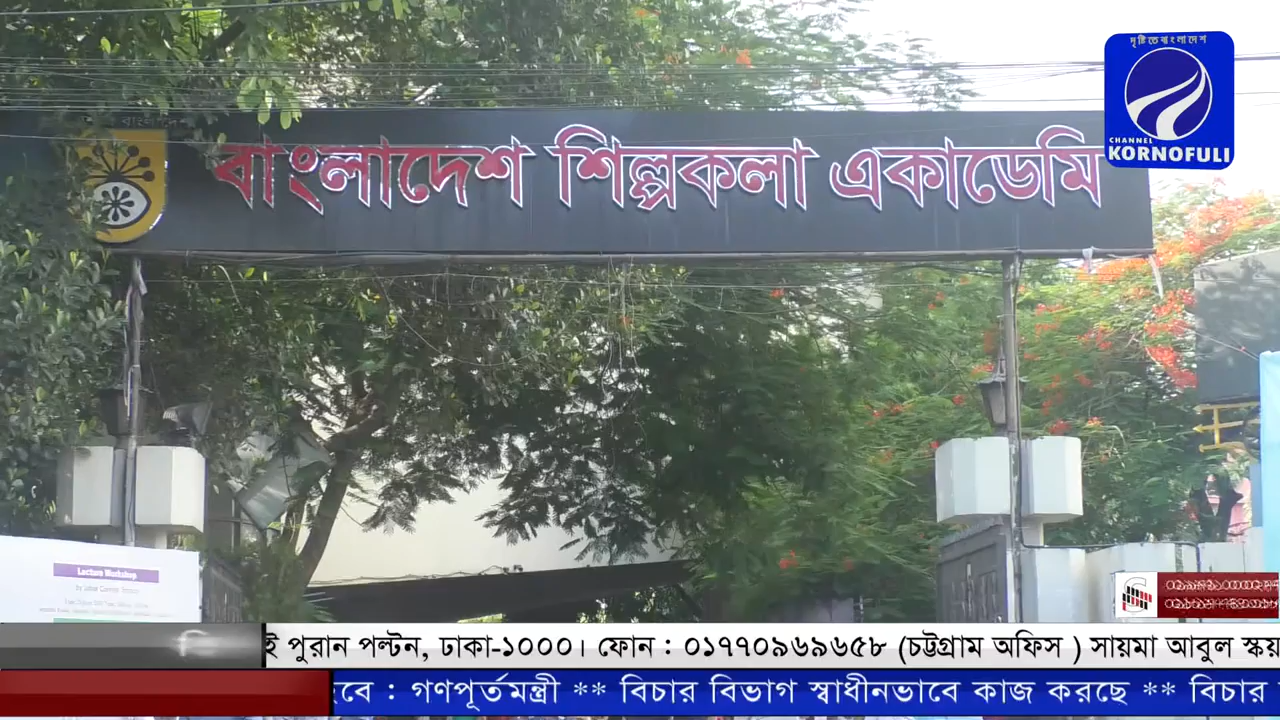 দৃষ্টিতে বাংলাদেশ
CHANNEL
KORNOFULI
বাংলাদেশ শিল্পকলা একাডেমি
Lecture Workshop
ই পুরান পল্টন, ঢাকা-১০০০। ফোন : ০১৭৭০৯৬৯৬৫৮ (চট্টগ্রাম অফিস ) সায়মা আবুল স্কয়
হবে : গণপূর্তমন্ত্রী ** বিচার বিভাগ স্বাধীনভাবে কাজ করছে ** বিচার